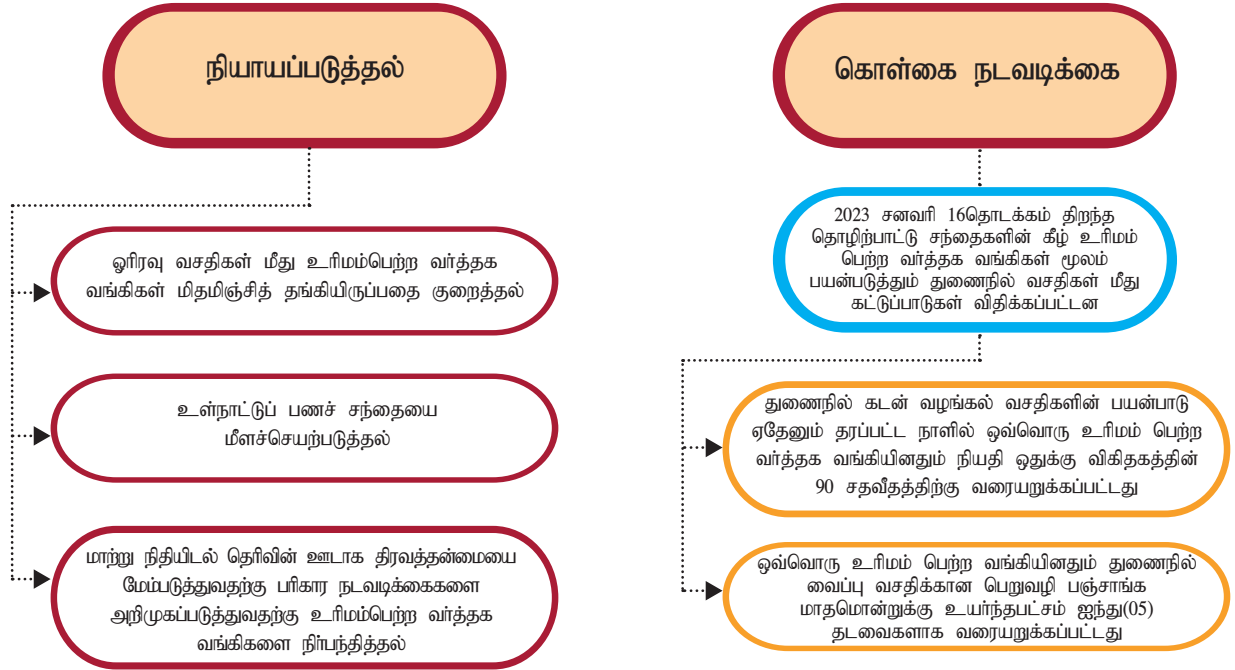 நியாயப்படுத்தல்
ஓரிரவு வசதிகள் மீது உரிமம்பெற்ற வர்த்தக
வங்கிகள் மிதமிஞ்சித் தங்கியிருப்பதை குறைத்தல்
உள்நாட்டுப் பணச் சந்தையை
மீளச்செயற்படுத்தல்
மாற்று நிதியிடல் தெரிவின் ஊடாக திரவத்தன்மையை
மேம்படுத்துவதற்கு பரிகார நடவடிக்கைகளை
அறிமுகப்படுத்துவதற்கு உரிமம்பெற்ற வர்த்தக
வங்கிகளை நிர்பந்தித்தல்
கொள்கை நடவடிக்கை
2023 சனவரி 16தொடக்கம் திறந்த
தொழிற்பாட்டு சந்தைகளின் கீழ் உரிமம்
பெற்ற வர்த்தக வங்கிகள் மூலம்
பயன்படுத்தும் துணைநில் வசதிகள் மீது
கட்டுப்பாடுகள் விதிக்கப்பட்டன
துணைநில் கடன் வழங்கல் வசதிகளின் பயன்பாடு
ஏதேனும் தரப்பட்ட நாளில் ஒவ்வொரு உரிமம் பெற்ற
வர்த்தக வங்கியினதும் நியதி ஒதுக்கு விகிதகத்தின்
90 சதவீதத்திற்கு வரையறுக்கப்பட்டது
ஒவ்வொரு உரிமம் பெற்ற வங்கியினதும் துணைநில்
வைப்பு வசதிக்கான பெறுவழி பஞ்சாங்க
மாதமொன்றுக்கு உயர்ந்தபட்சம் ஐந்து(05)
தடவைகளாக வரையறுக்கப்பட்டது